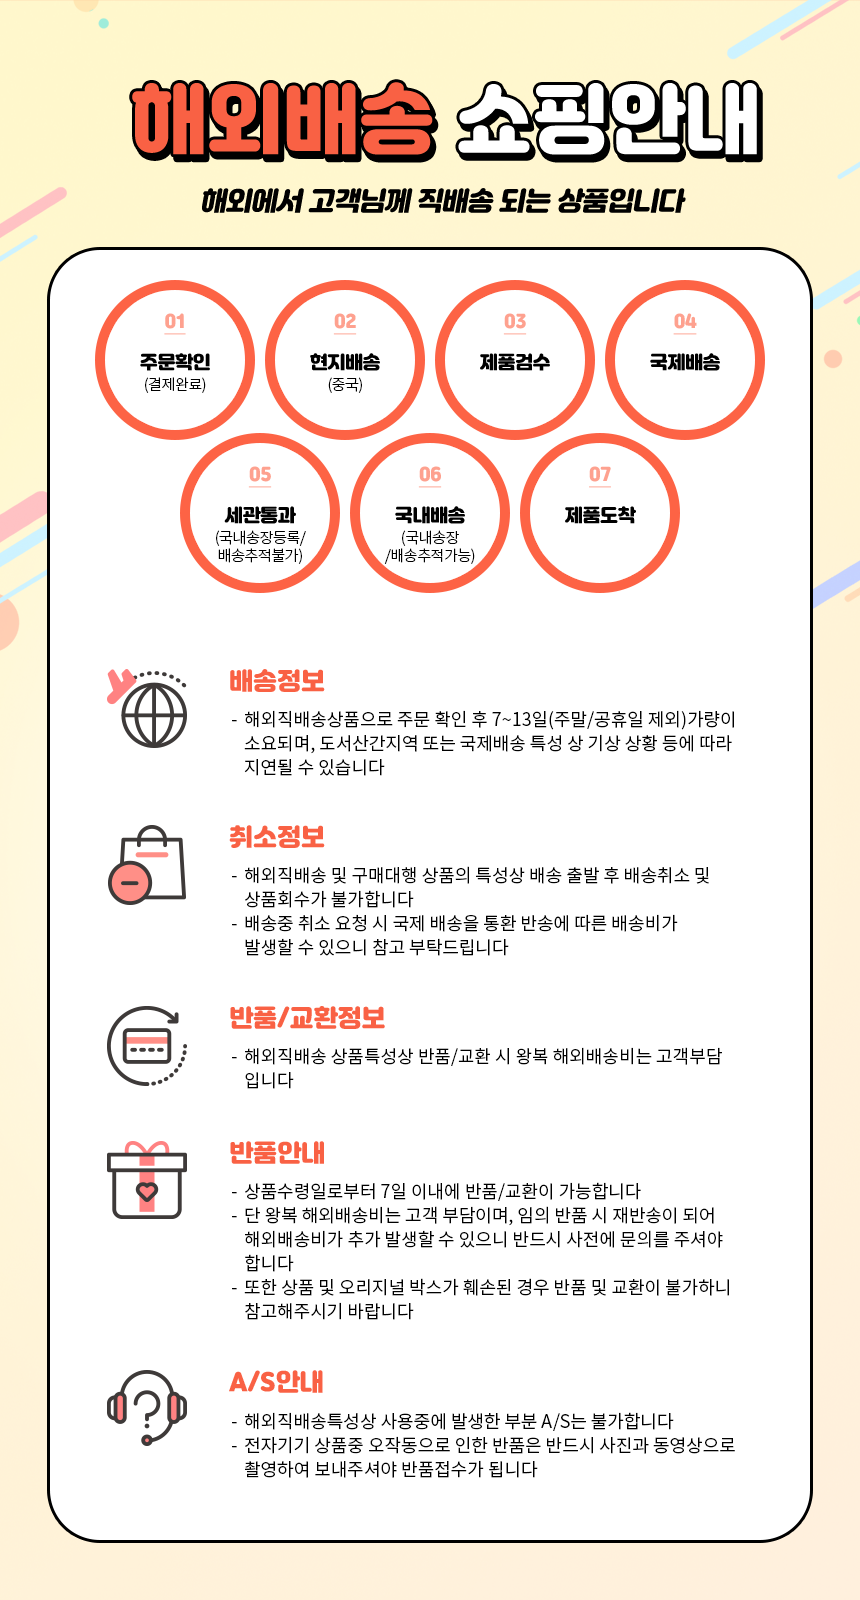 해외배송 쇼핑안내
해외에서 고객님께 직배송 되는 상품입니다
01
주문확인
(결제완료)
02
현지배송
(중국)
03
제품검수
04
국제배송
05
세관통과
(국내송장등록/
배송추적불가)
06
국내배송
(국내송장
/배송추적가능)
07
제품도착
배송정보
- 해외직배송상품으로 주문 확인 후 7~13일(주말/공휴일 제외)가량이
소요되며, 도서산간지역 또는 국제배송 특성 상 기상 상황 등에 따라
지연될 수 있습니다
취소정보
- 해외직배송 및 구매대행 상품의 특성상 배송 출발 후 배송취소 및
상품회수가 불가합니다
- 배송중 취소 요청 시 국제 배송을 통환 반송에 따른 배송비가
발생할 수 있으니 참고 부탁드립니다
반품/교환정보
- 해외직배송 상품특성상 반품/교환 시 왕복 해외배송비는 고객부담
입니다
반품안내
- 상품수령일로부터 7일 이내에 반품/교환이 가능합니다
- 단 왕복 해외배송비는 고객 부담이며, 임의 반품 시 재반송이 되어
해외배송비가 추가 발생할 수 있으니 반드시 사전에 문의를 주셔야
합니다
- 또한 상품 및 오리지널 박스가 훼손된 경우 반품 및 교환이 불가하니
참고해주시기 바랍니다
A/S안내
- 해외직배송특성상 사용중에 발생한 부분 A/S는 불가합니다
- 전자기기 상품중 오작동으로 인한 반품은 반드시 사진과 동영상으로
촬영하여 보내주셔야 반품접수가 됩니다